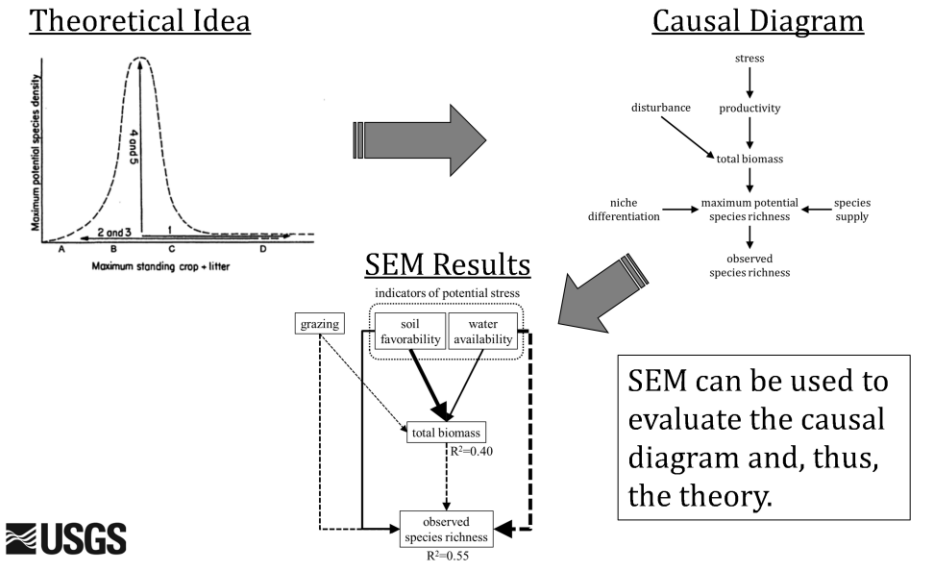 Theoretical Idea
Maximum potential species density
4 and 5
2 and 3
1
A B C D
Maximum standing crop + litter
Causal Diagram
stress
disturbance productivity
total biomass
niche
differentiation
maximum potential
species richness
species
supply
observed
species richness
SEM Results
indicators of potential stress
grazing
soil
favorability
water
availability
total biomass
R²=0.40
observed
species richness
R²=0.55
SEM can be used to
evaluate the causal
diagram and, thus,
the theory.
USGS